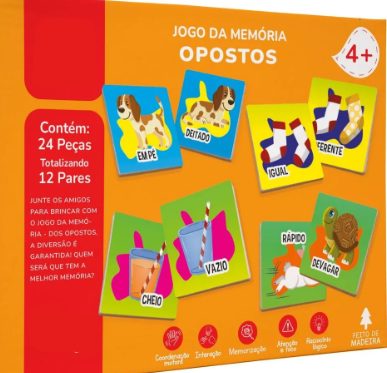 JOGO DA MEMÓRIA
OPOSTOS
4+
Contém:
24 Peças
Totalizando
12 Pares
JUNTE OS AMIGOS
PARA BRINCAR COM
O JOGO DA MEMÓ-
RIA - DOS OPOSTOS,
A DIVERSÃO É
GARANTIDA! QUEM
SERÁ QUE TEM A
MELHOR MEMÓRIA?
EM PÉ
DEITADO
IGUAL
FERENTE
CHEIO
VAZIO
RÁPIDO
DEVAGAR
Coordenação
motora
Interação
Memorização
Atenção
e foco
Raciocínio
lógico
FEITO DE
MADEIRA